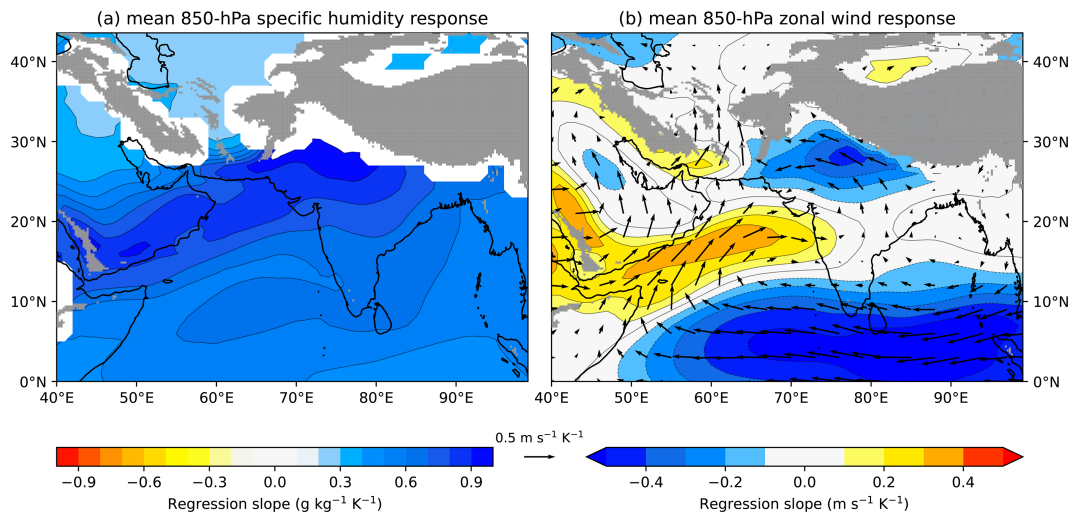 (a) mean 850-hPa specific humidity response
(b) mean 850-hPa zonal wind response
40°N
30°N
20°N
10°N
0°N
40°E 50°E 60°E 70°E 80°E 90°E
40°N
30°N
20°N
10°N
0°N
40°E 50°E 60°E 70°E 80°E 90°E
0.5 m s⁻¹ K⁻¹
−0.9 −0.6 −0.3 0.0 0.3 0.6 0.9
Regression slope (g kg⁻¹ K⁻¹)
−0.4 −0.2 0.0 0.2 0.4
Regression slope (m s⁻¹ K⁻¹)